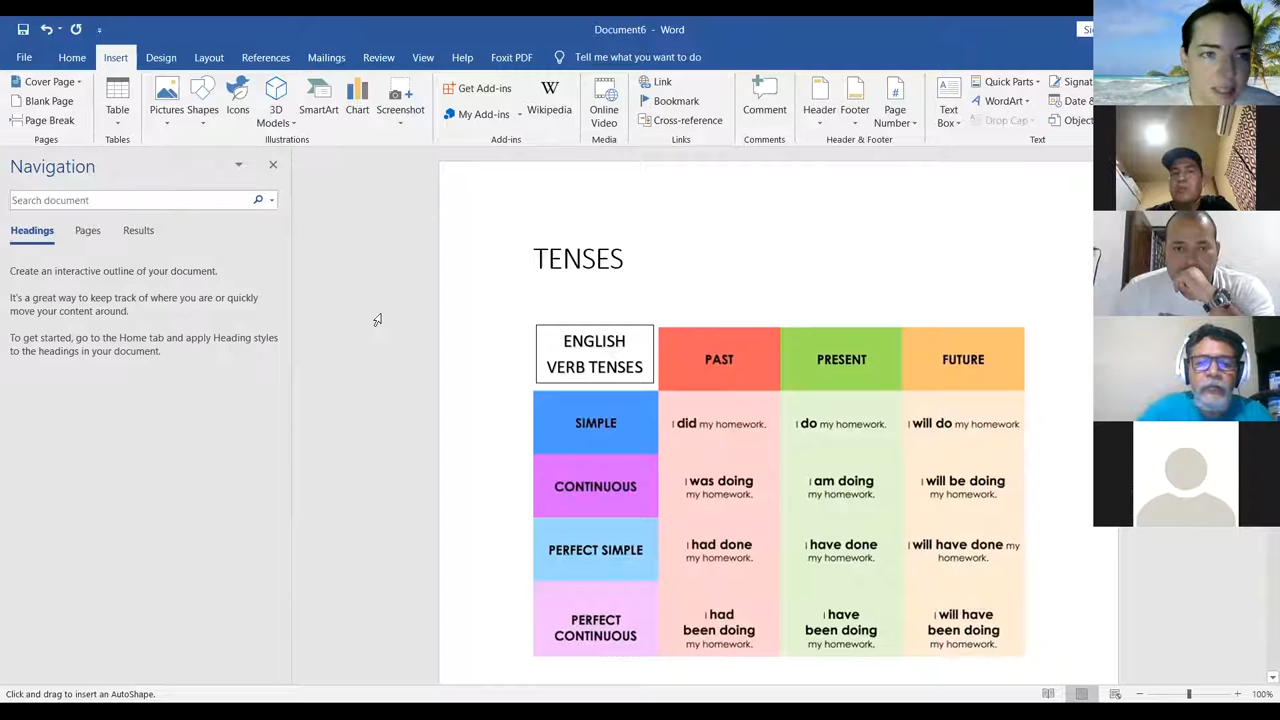 Document6 - Word
File Home Insert Design Layout References Mailings Review View Help Foxit PDF Tell me what you want to do
Cover Page
Blank Page
Page Break
Pages
Table
Tables
Pictures Shapes Icons 3D Models SmartArt Chart Screenshot
Illustrations
Get Add-ins
My Add-ins
Wikipedia
Add-ins
Online Video
Media
Link
Bookmark
Cross-reference
Links
Comment
Comments
Header Footer Page Number
Header & Footer
Text Box
Quick Parts
WordArt
Drop Cap
Date &
Text
Navigation
Search document
Headings Pages Results
Create an interactive outline of your document.
It's a great way to keep track of where you are or quickly
move your content around.
To get started, go to the Home tab and apply Heading styles
to the headings in your document.
TENSES
ENGLISH
VERB TENSES
PAST PRESENT FUTURE
SIMPLE
I did my homework.
I do my homework.
I will do my homework
CONTINUOUS
I was doing
my homework.
I am doing
my homework.
I will be doing
my homework.
PERFECT SIMPLE
I had done
my homework.
I have done
my homework.
I will have done my
homework.
PERFECT
CONTINUOUS
I had
been doing
my homework.
I have
been doing
my homework.
I will have
been doing
my homework.
Click and drag to insert an AutoShape.
100%